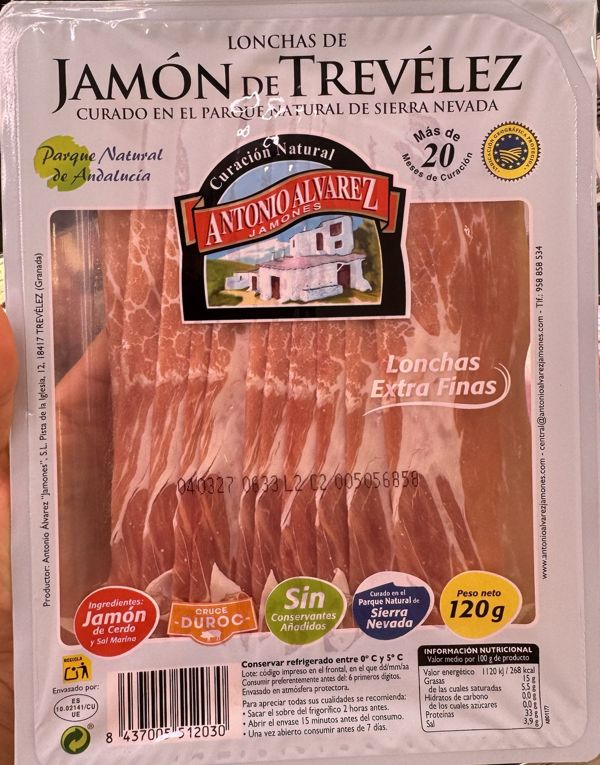 LONCHAS DE
JAMÓN DE TREVÉLEZ
CURADO EN EL PARQUE NATURAL DE SIERRA NEVADA
Parque Natural
de Andalucía
Curación Natural
ANTONIO ALVAREZ
JAMONES
Más de
20
Meses de Curación
INDICACIÓN GEOGRÁFICA PROTEGIDA
Productor: Antonio Álvarez "Jamones", S.L. Pista de la Iglesia, 12. 18417 TREVÉLEZ (Granada)
Lonchas
Extra Finas
www.antonioalvarezjamones.com - central@antonioalvarezjamones.com - Tlf.: 958 858 534
040327 0633 L2 C2 005056858
Ingredientes:
Jamón
de Cerdo
y Sal Marina
CRUCE
-DUROC-
Sin
Conservantes
Añadidos
Curado en el
Parque Natural de
Sierra
Nevada
Peso neto
120g
RECICLA
Envasado por:
ES
10.02141/CU
UE
8 437005 512030
Conservar refrigerado entre 0º C y 5º C
Lote: código impreso en el frontal, en el que dd/mm/aa
Consumir preferentemente antes del: 6 primeros dígitos.
Envasado en atmósfera protectora.
Para apreciar todas sus cualidades se recomienda:
• Sacar el sobre del frigorífico 2 horas antes.
• Abrir el envase 15 minutos antes del consumo.
• Una vez abierto consumir antes de 7 días.
INFORMACIÓN NUTRICIONAL
Valor medio por 100 g de producto
Valor energético 1120 kJ / 268 kcal
Grasas 15 g
de las cuales saturadas 5,5 g
Hidratos de carbono 0,0 g
de los cuales azúcares 0,0 g
Proteínas 33 g
Sal 3,9 g